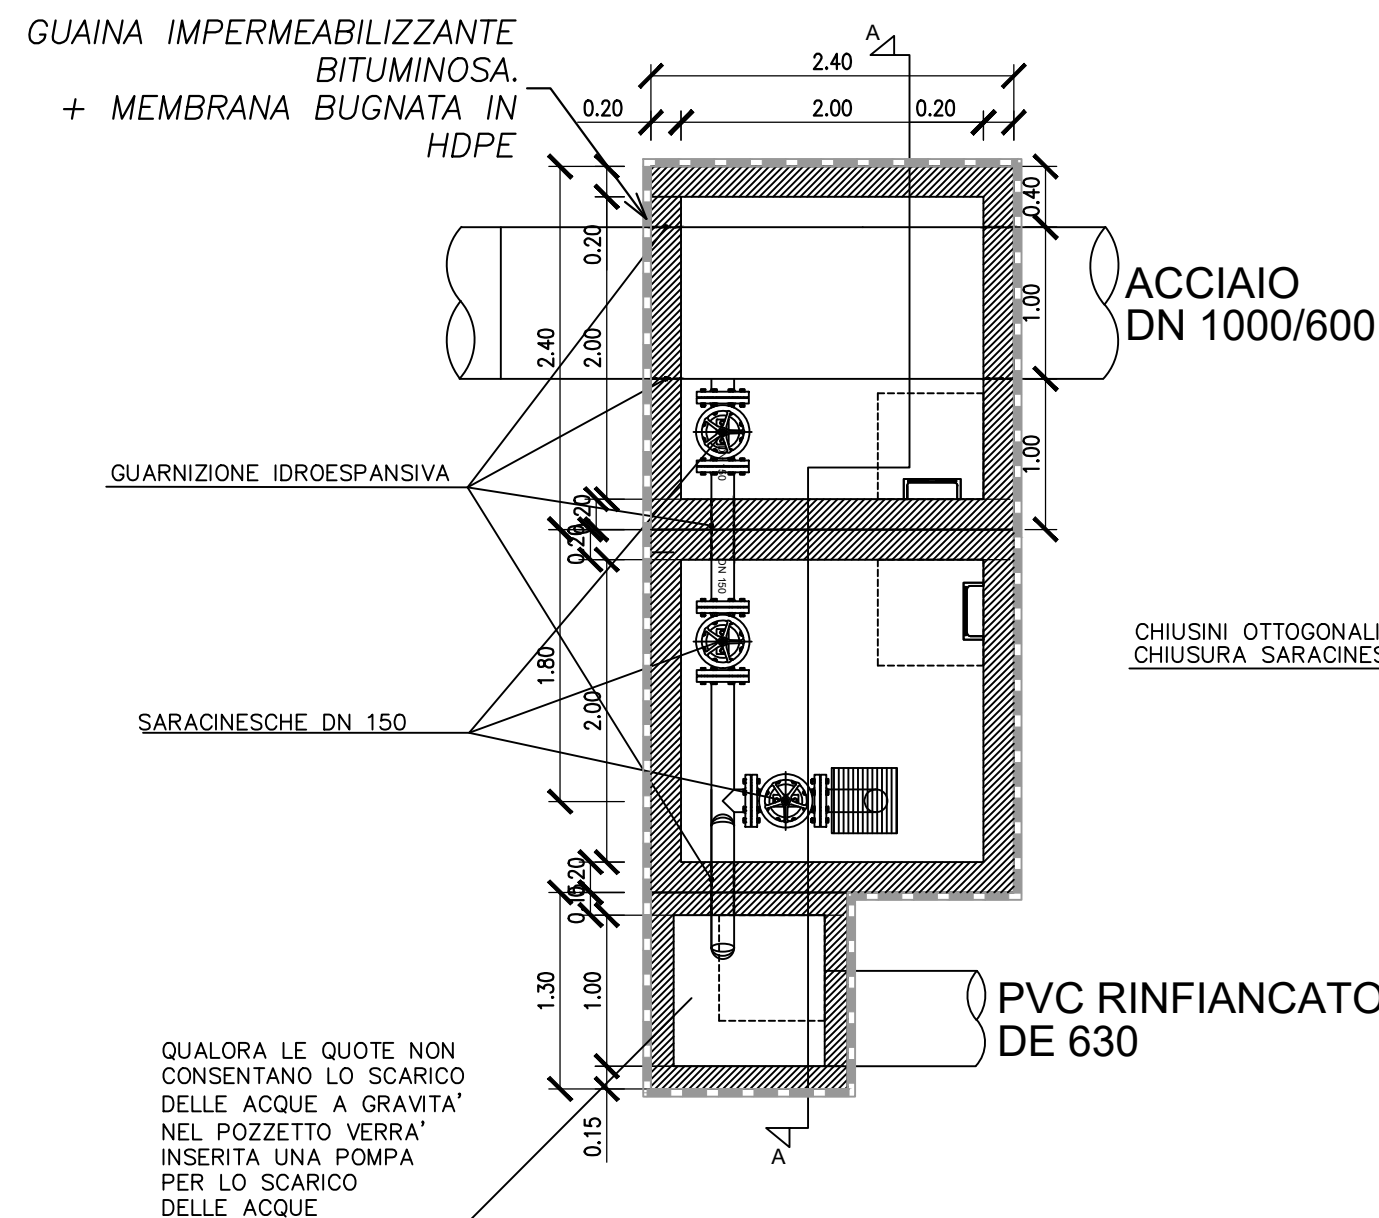 GUAINA IMPERMEABILIZZANTE
BITUMINOSA.
+ MEMBRANA BUGNATA IN
HDPE
A
2.40
0.20
2.00
0.20
0.40
0.20
ACCIAIO
DN 1000/600
1.00
2.40
2.00
1.00
GUARNIZIONE IDROESPANSIVA
150
0.20
DN 150
CHIUSINI OTTOGONALI
1.80
2.00
SARACINESCHE DN 150
0.15
1.30
1.00
PVC RINFIANCATO
DE 630
QUALORA LE QUOTE NON
CONSENTANO LO SCARICO
DELLE ACQUE A GRAVITA'
NEL POZZETTO VERRA'
INSERITA UNA POMPA
PER LO SCARICO
DELLE ACQUE
0.15
A
CHIUSURA